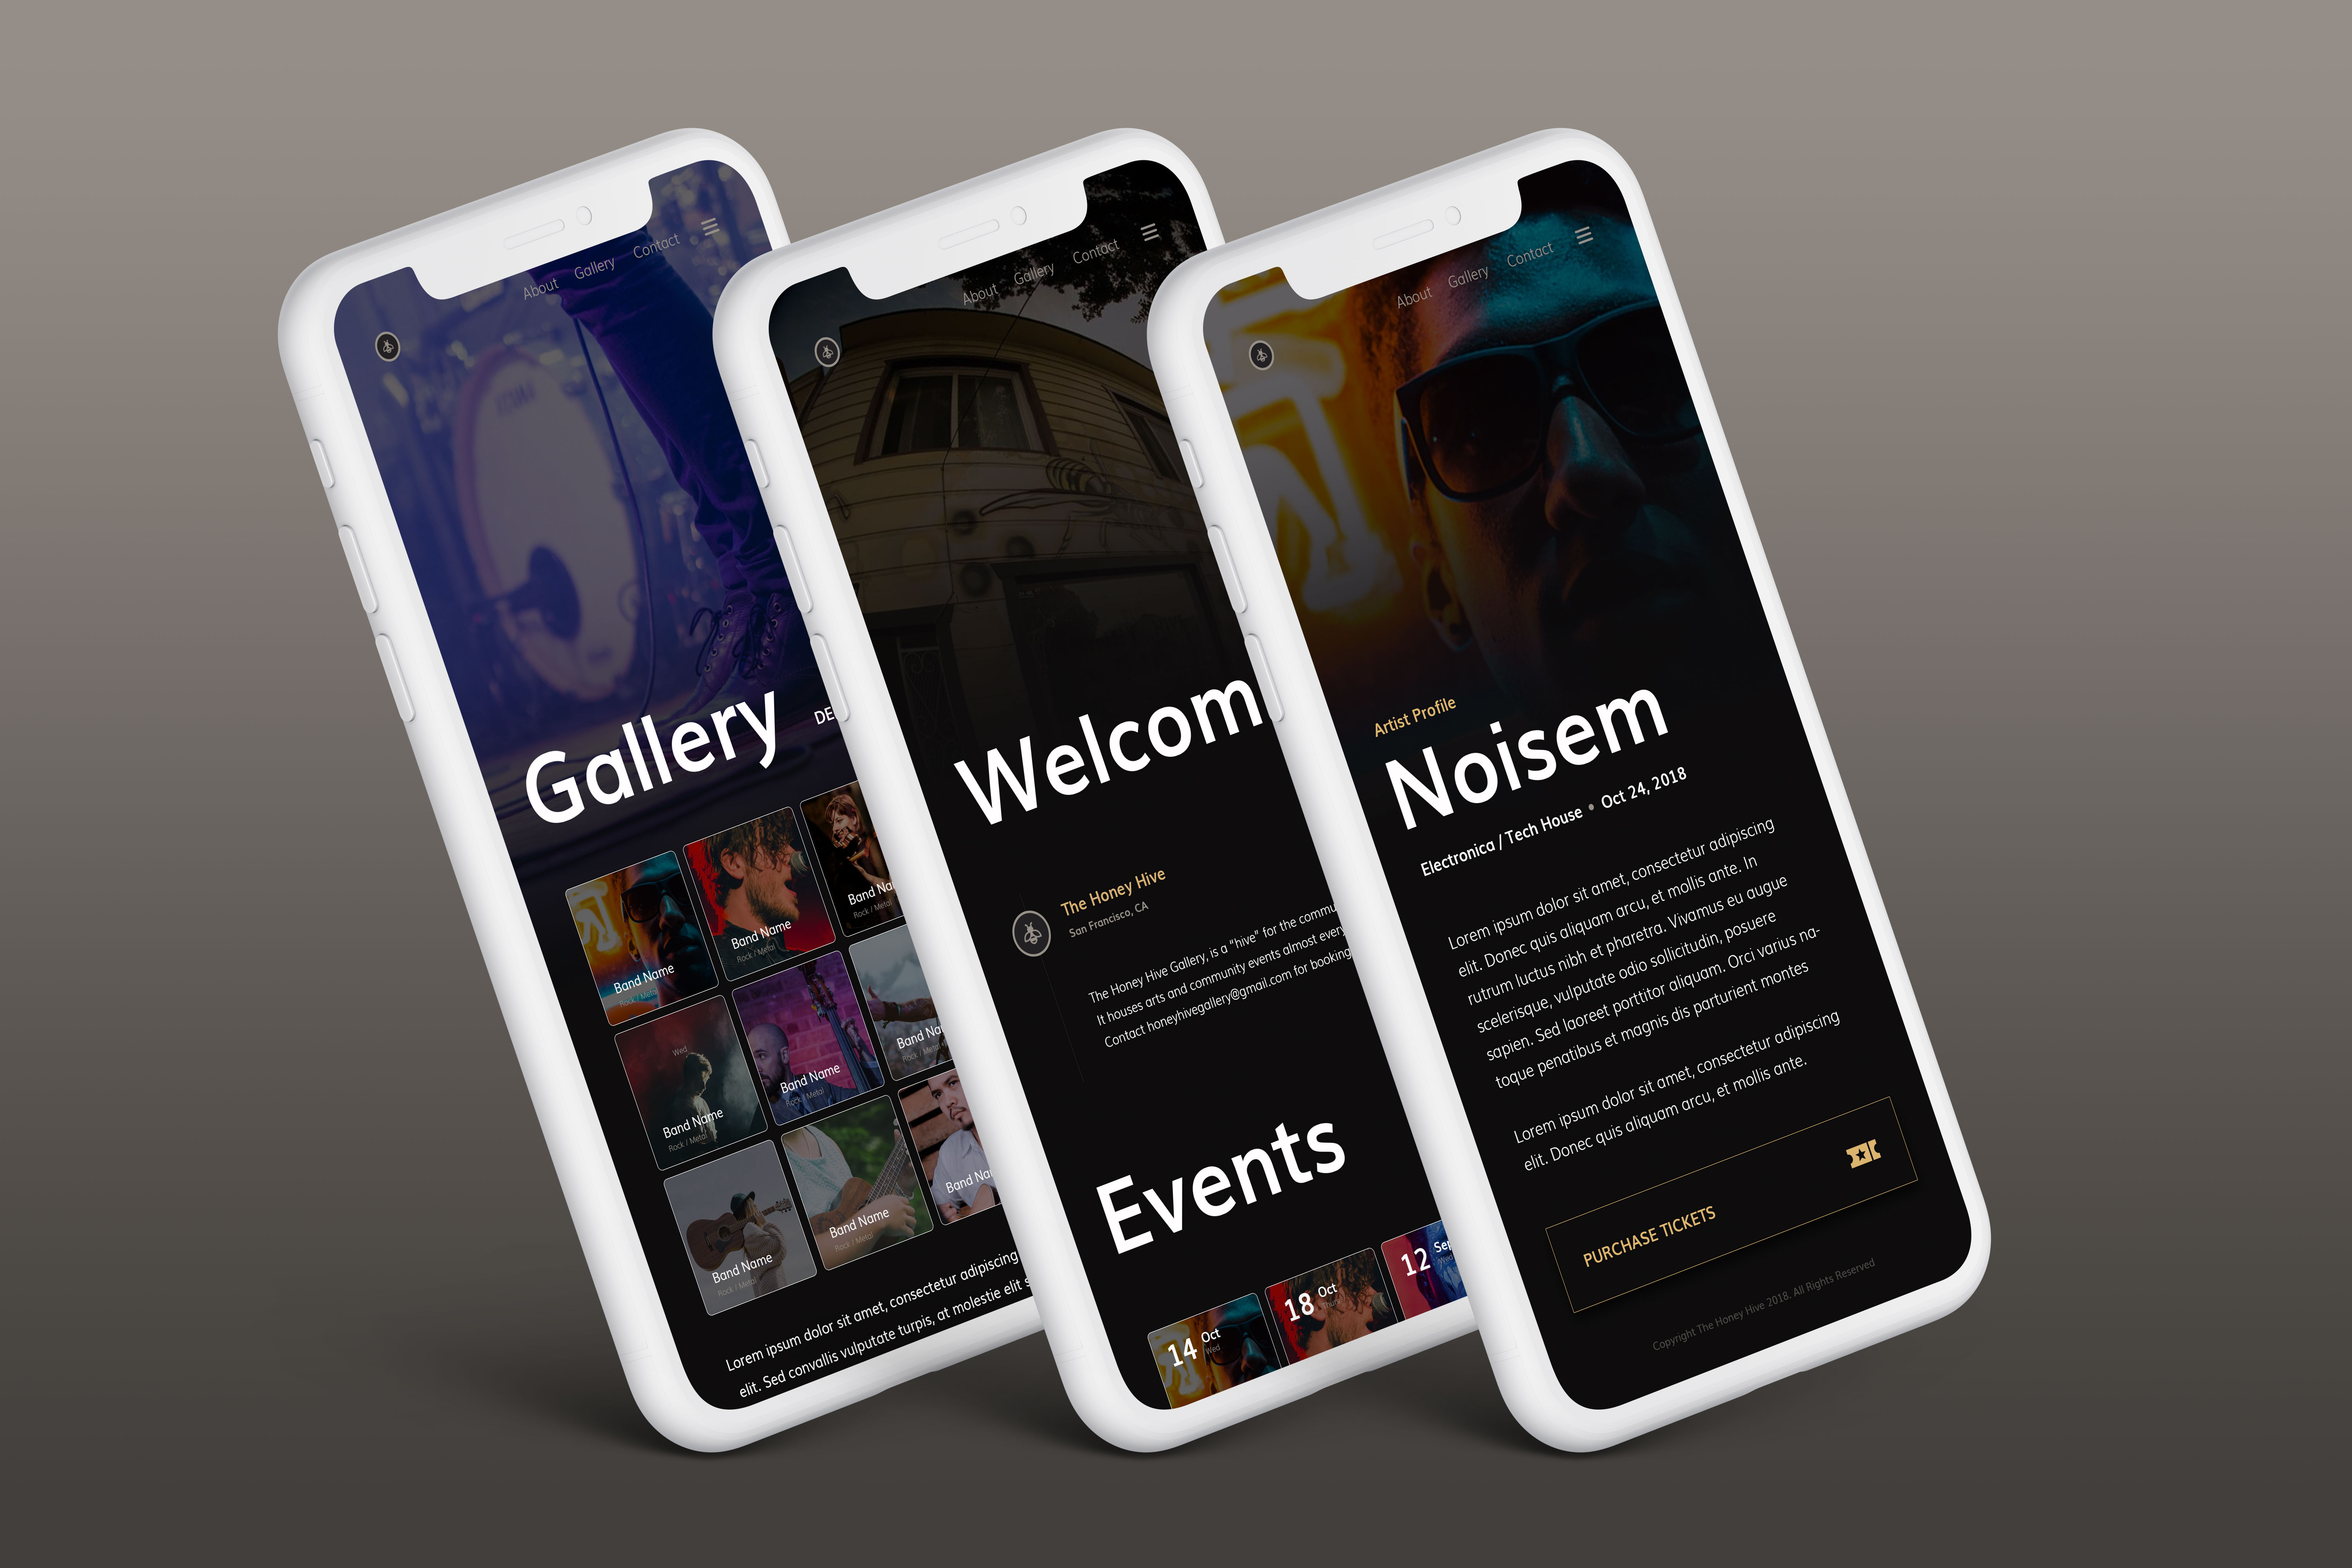 About Gallery Contact
Gallery
DE
Band Name
Rock / Metal
Band Name
Rock / Metal
Band Na
Rock / Metal
Wed
Band Name
Rock / Metal
Band Name
Rock / Metal
Band Na
Rock / Metal
Band Name
Rock / Metal
Band Name
Rock / Metal
Band Na
Lorem ipsum dolor sit amet, consectetur adipiscing
elit. Sed convallis vulputate turpis, at molestie elit s
About Gallery Contact
Welcom
The Honey Hive
San Francisco, CA
The Honey Hive Gallery, is a “hive” for the commu
It houses arts and community events almost every
Contact honeyhivegallery@gmail.com for booking
Events
14 Oct
Wed
18 Oct
Thurs
12 Sep
Wed
About Gallery Contact
Artist Profile
Noisem
Electronica / Tech House • Oct 24, 2018
Lorem ipsum dolor sit amet, consectetur adipiscing
elit. Donec quis aliquam arcu, et mollis ante. In
rutrum luctus nibh et pharetra. Vivamus eu augue
scelerisque, vulputate odio sollicitudin, posuere
sapien. Sed laoreet porttitor aliquam. Orci varius na-
toque penatibus et magnis dis parturient montes
Lorem ipsum dolor sit amet, consectetur adipiscing
elit. Donec quis aliquam arcu, et mollis ante.
PURCHASE TICKETS
Copyright The Honey Hive 2018. All Rights Reserved